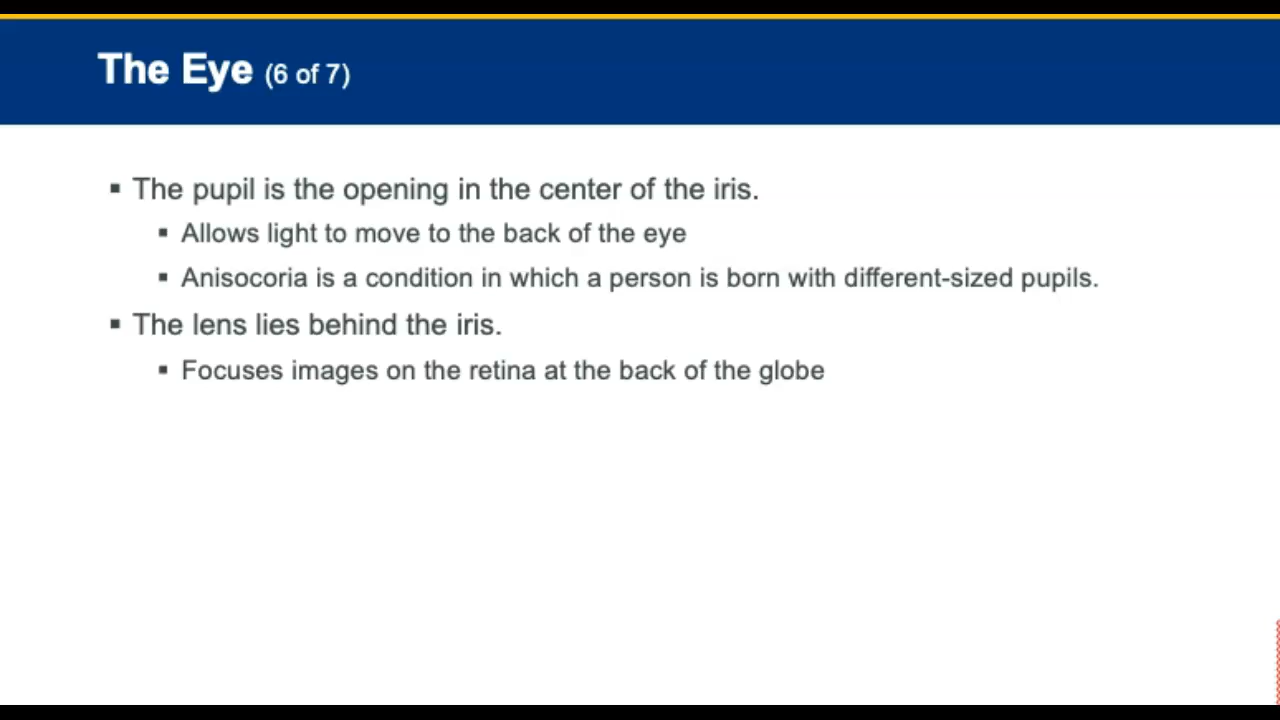 The Eye (6 of 7)
▪ The pupil is the opening in the center of the iris.
▪ Allows light to move to the back of the eye
▪ Anisocoria is a condition in which a person is born with different-sized pupils.
▪ The lens lies behind the iris.
▪ Focuses images on the retina at the back of the globe